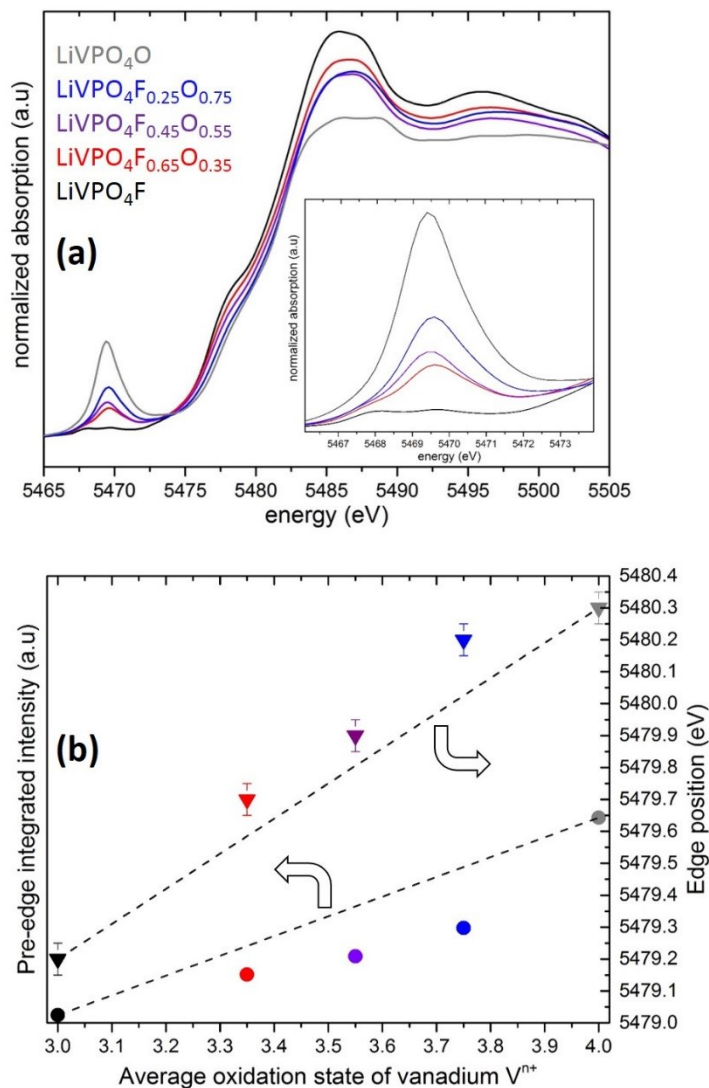 LiVPO₄O
LiVPO₄F₀.₂₅O₀.₇₅
LiVPO₄F₀.₄₅O₀.₅₅
LiVPO₄F₀.₆₅O₀.₃₅
LiVPO₄F
(a)
normalized absorption (a.u)
normalized absorption (a.u)
5467 5468 5469 5470 5471 5472 5473
energy (eV)
5465 5470 5475 5480 5485 5490 5495 5500 5505
energy (eV)
(b)
Pre-edge integrated intensity (a.u)
5480.4
5480.3
5480.2
5480.1
5480.0
5479.9
5479.8
5479.7
5479.6
5479.5
5479.4
5479.3
5479.2
5479.1
5479.0
Edge position (eV)
3.0 3.1 3.2 3.3 3.4 3.5 3.6 3.7 3.8 3.9 4.0
Average oxidation state of vanadium Vⁿ⁺